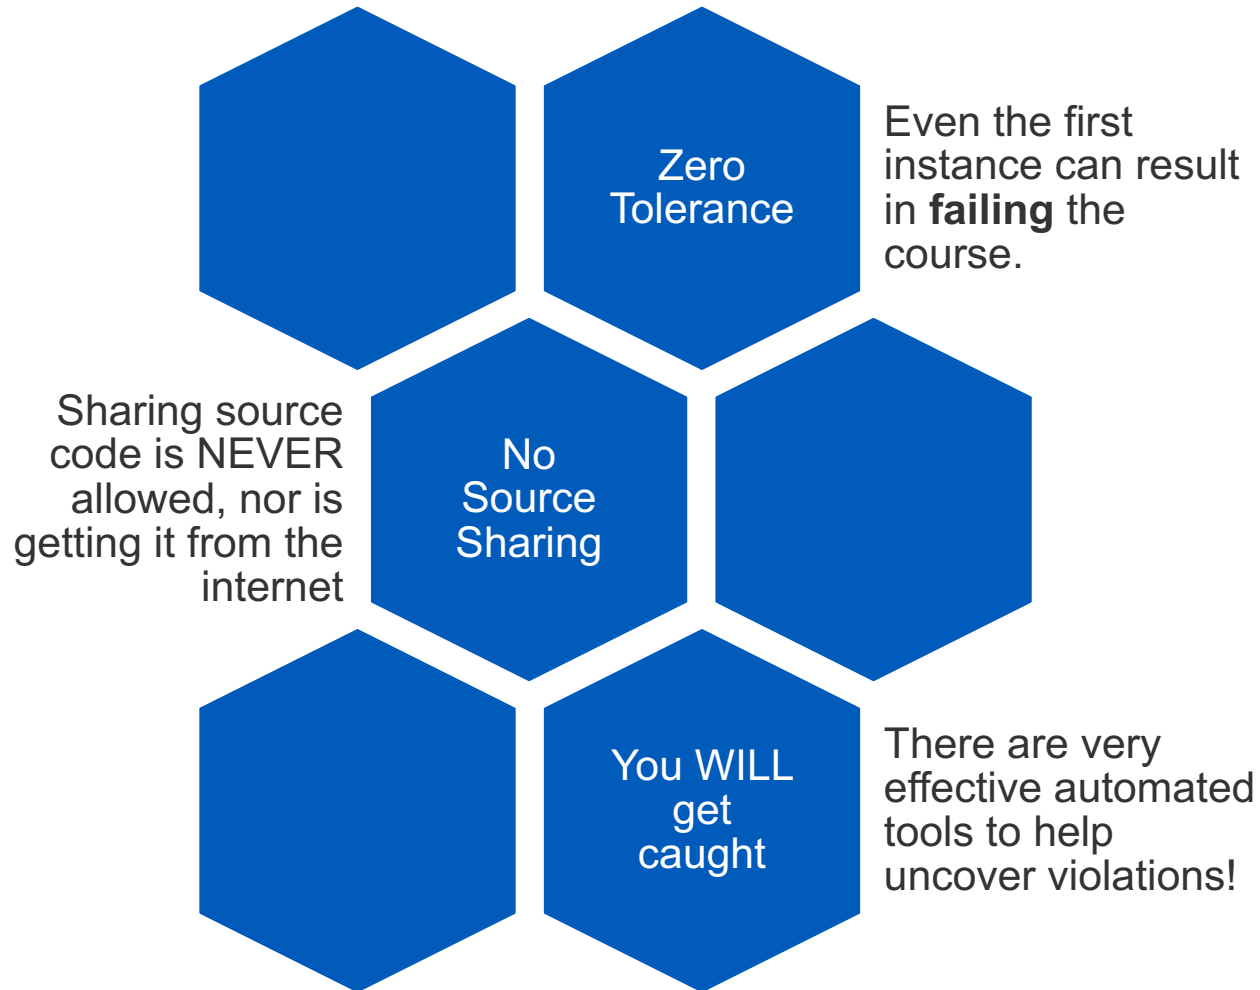 Zero
Tolerance
Even the first
instance can result
in failing the
course.
Sharing source
code is NEVER
allowed, nor is
getting it from the
internet
No
Source
Sharing
You WILL
get
caught
There are very
effective automated
tools to help
uncover violations!